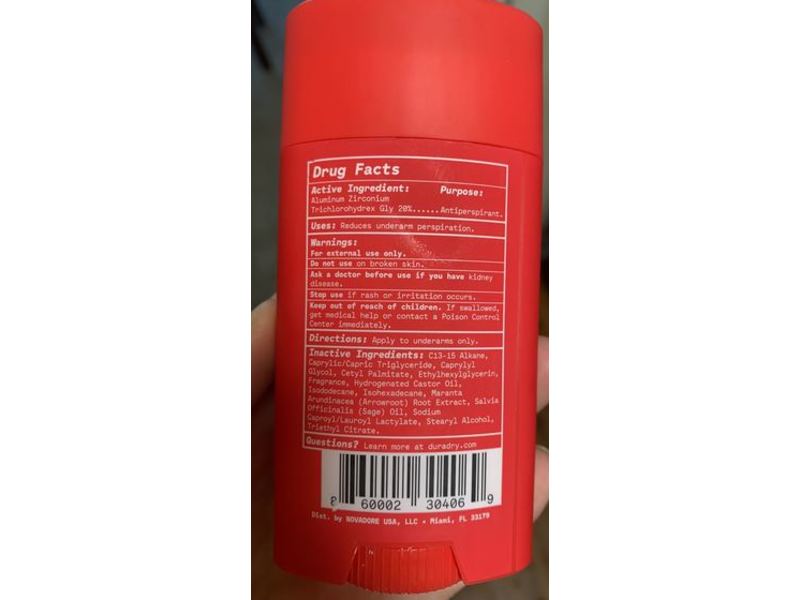 Drug Facts
Active Ingredient: Purpose:
Aluminum Zirconium
Trichlorohydrex Gly 20%......Antiperspirant.
Uses: Reduces underarm perspiration.
Warnings:
For external use only.
Do not use on broken skin.
Ask a doctor before use if you have kidney
disease.
Stop use if rash or irritation occurs.
Keep out of reach of children. If swallowed,
get medical help or contact a Poison Control
Center immediately.
Directions: Apply to underarms only.
Inactive Ingredients: C13-15 Alkane,
Caprylic/Capric Triglyceride, Caprylyl
Glycol, Cetyl Palmitate, Ethylhexylglycerin,
Fragrance, Hydrogenated Castor Oil,
Isododecane, Isohexadecane, Maranta
Arundinacea (Arrowroot) Root Extract, Salvia
Officinalis (Sage) Oil, Sodium
Caproyl/Lauroyl Lactylate, Stearyl Alcohol,
Triethyl Citrate.
Questions? Learn more at duradry.com
8 60002 30406 9
Dist. by NOVADORE USA, LLC • Miami, FL 33179